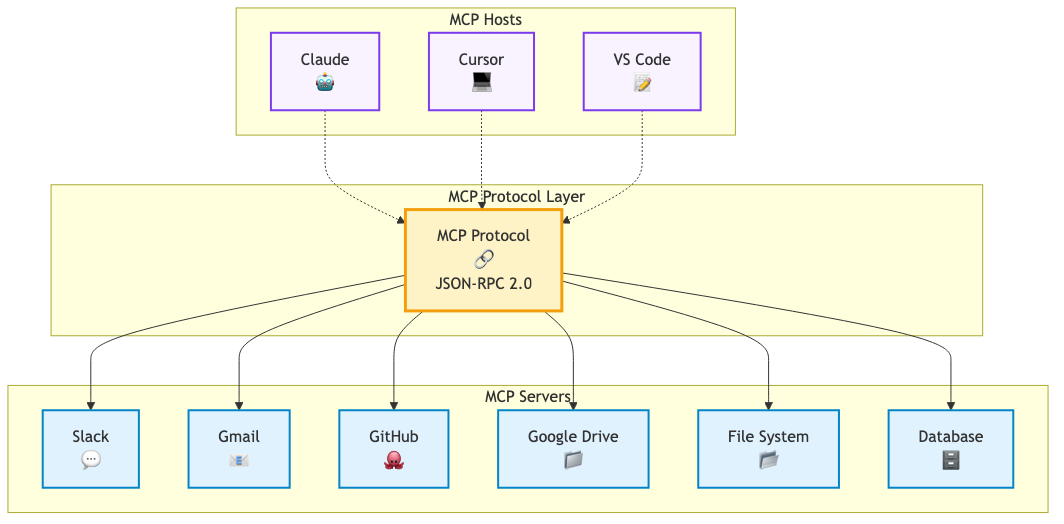 MCP Hosts
Claude
Cursor
VS Code
MCP Protocol Layer
MCP Protocol
JSON-RPC 2.0
MCP Servers
Slack
Gmail
GitHub
Google Drive
File System
Database